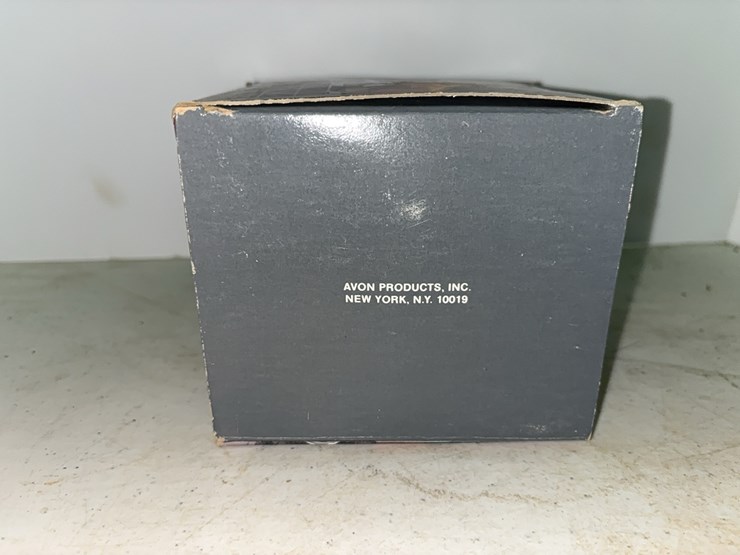 AVON PRODUCTS, INC.
NEW YORK, N.Y. 10019